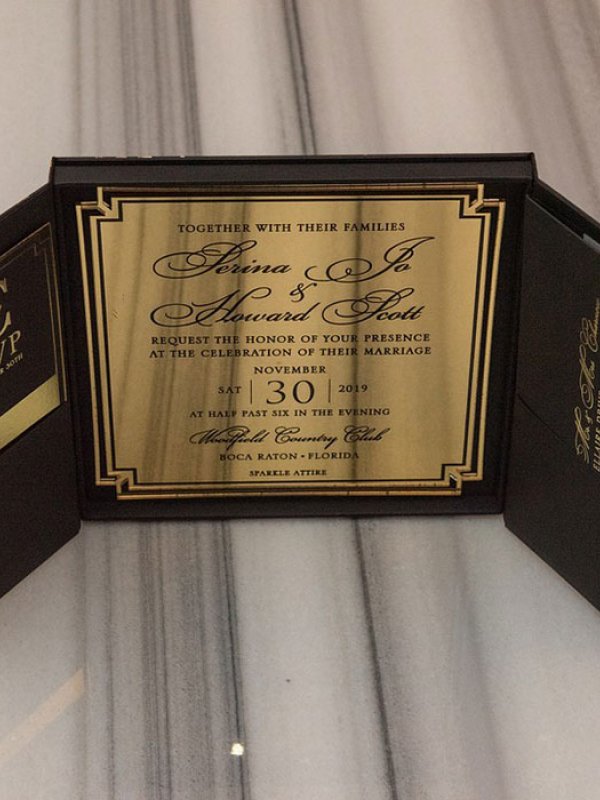 TOGETHER WITH THEIR FAMILIES
Serina Jo
&
Howard Scott
REQUEST THE HONOR OF YOUR PRESENCE
AT THE CELEBRATION OF THEIR MARRIAGE
NOVEMBER
SAT | 30 | 2019
AT HALF PAST SIX IN THE EVENING
Woodfield Country Club
BOCA RATON • FLORIDA
SPARKLE ATTIRE